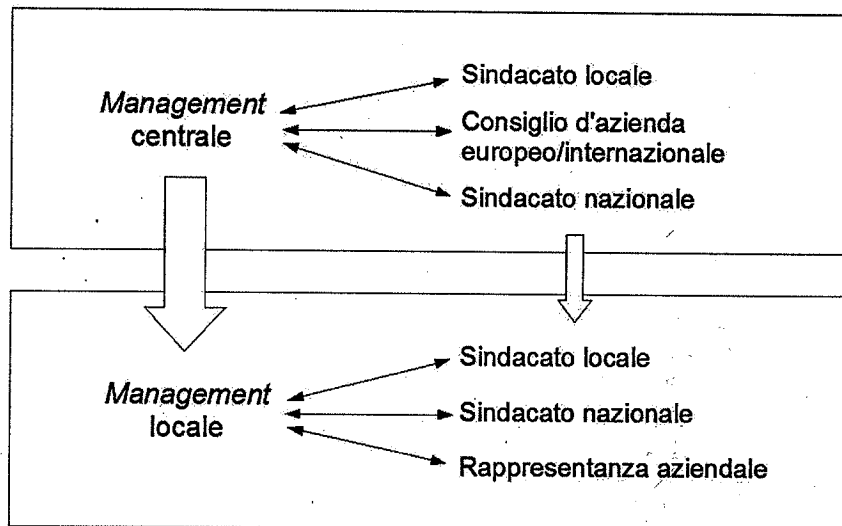 Sindacato locale
Management
centrale
Consiglio d'azienda
europeo/internazionale
Sindacato nazionale
Sindacato locale
Management
locale
Sindacato nazionale
Rappresentanza aziendale